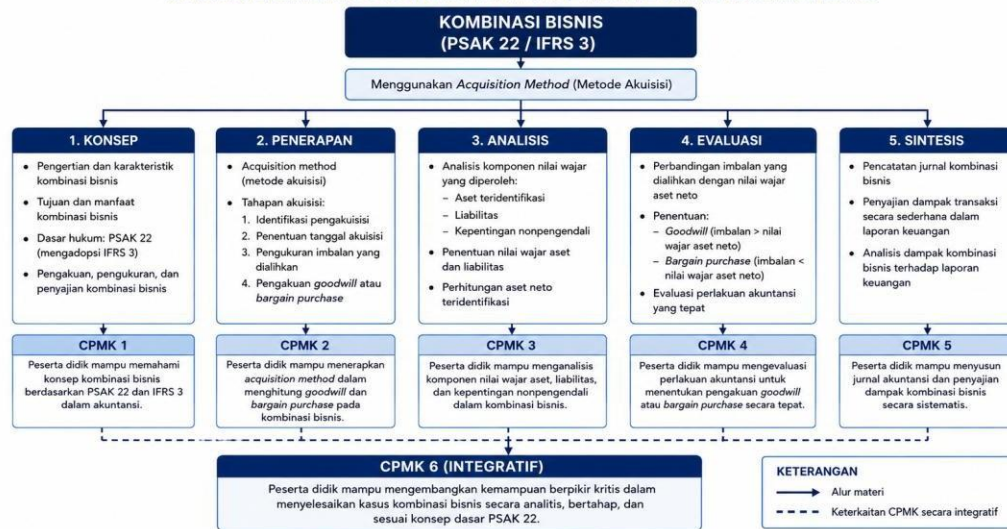 KOMBINASI BISNIS
(PSAK 22 / IFRS 3)
Menggunakan Acquisition Method (Metode Akuisisi)
1. KONSEP
• Pengertian dan karakteristik
kombinasi bisnis
• Tujuan dan manfaat
kombinasi bisnis
• Dasar hukum: PSAK 22
(mengadopsi IFRS 3)
• Pengakuan, pengukuran, dan
penyajian kombinasi bisnis
2. PENERAPAN
• Acquisition method
(metode akuisisi)
• Tahapan akuisisi:
1. Identifikasi pengakuisisi
2. Penentuan tanggal akuisisi
3. Pengukuran imbalan yang
dialihkan
4. Pengakuan goodwill atau
bargain purchase
3. ANALISIS
• Analisis komponen nilai wajar
yang diperoleh:
– Aset teridentifikasi
– Liabilitas
– Kepentingan nonpengendali
• Penentuan nilai wajar aset
dan liabilitas
• Perhitungan aset neto
teridentifikasi
4. EVALUASI
• Perbandingan imbalan yang
dialihkan dengan nilai wajar
aset neto
• Penentuan:
– Goodwill (imbalan > nilai
wajar aset neto)
– Bargain purchase (imbalan <
nilai wajar aset neto)
• Evaluasi perlakuan akuntansi
yang tepat
5. SINTESIS
• Pencatatan jurnal kombinasi
bisnis
• Penyajian dampak transaksi
secara sederhana dalam
laporan keuangan
• Analisis dampak kombinasi
bisnis terhadap laporan
keuangan
CPMK 1
Peserta didik mampu memahami
konsep kombinasi bisnis
berdasarkan PSAK 22 dan IFRS 3
dalam akuntansi.
CPMK 2
Peserta didik mampu menerapkan
acquisition method dalam
menghitung goodwill dan
bargain purchase pada
kombinasi bisnis.
CPMK 3
Peserta didik mampu menganalisis
komponen nilai wajar aset, liabilitas,
dan kepentingan nonpengendali
dalam kombinasi bisnis.
CPMK 4
Peserta didik mampu mengevaluasi
perlakuan akuntansi untuk
menentukan pengakuan goodwill
atau bargain purchase secara tepat.
CPMK 5
Peserta didik mampu menyusun
jurnal akuntansi dan penyajian
dampak kombinasi bisnis
secara sistematis.
CPMK 6 (INTEGRATIF)
Peserta didik mampu mengembangkan kemampuan berpikir kritis dalam
menyelesaikan kasus kombinasi bisnis secara analitis, bertahap, dan
sesuai konsep dasar PSAK 22.
KETERANGAN
Alur materi
Keterkaitan CPMK secara integratif